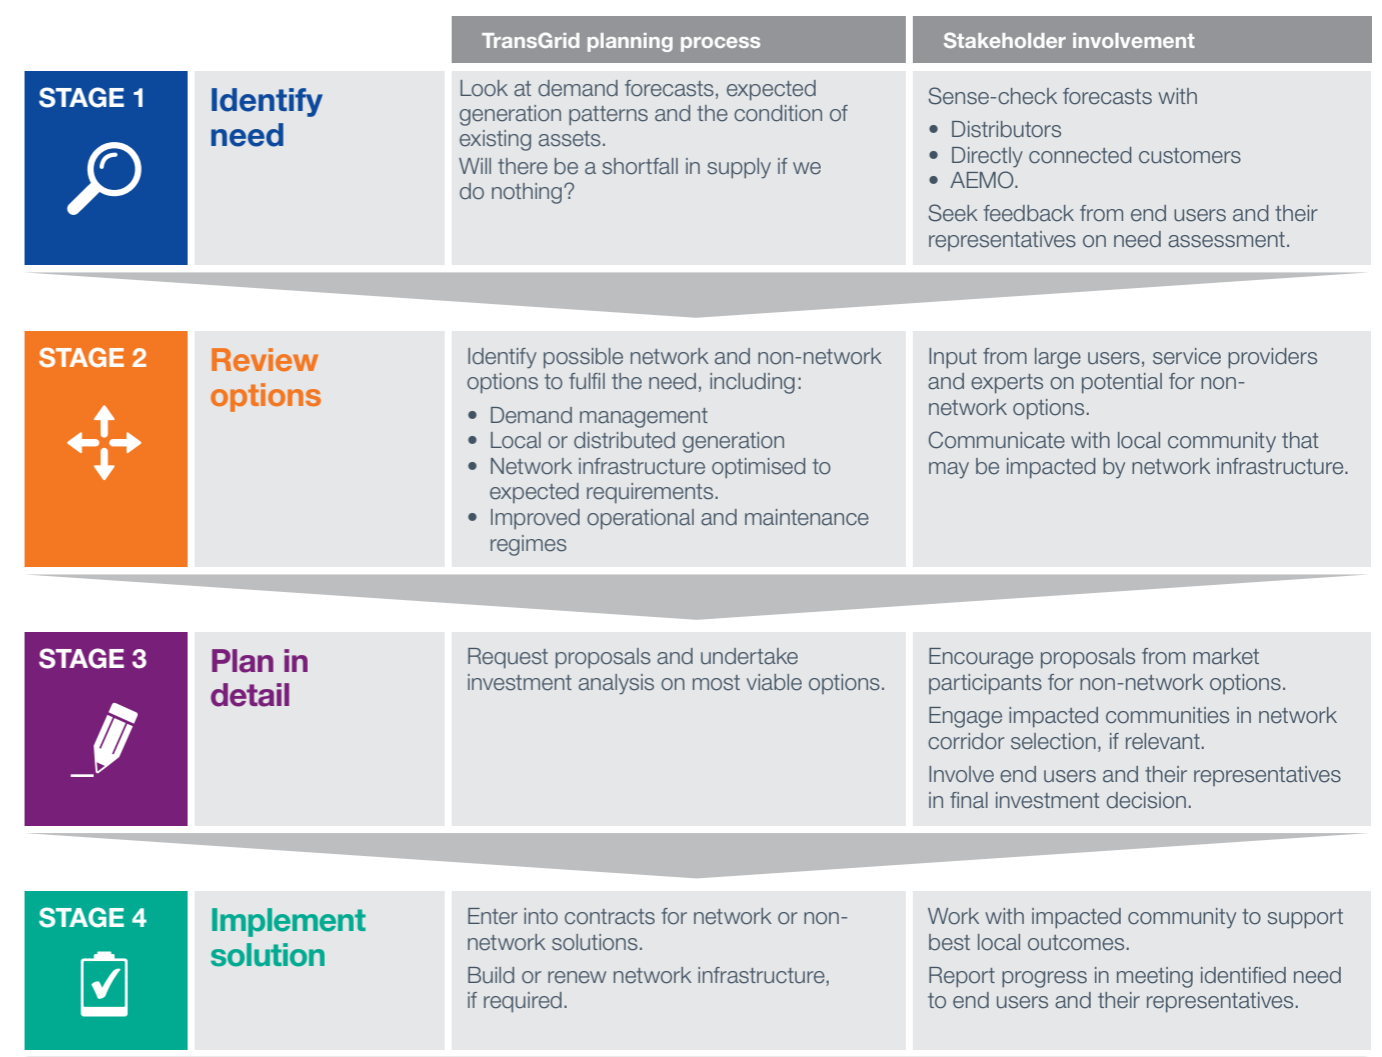 TransGrid planning process
Stakeholder involvement
STAGE 1
Identify
need
Look at demand forecasts, expected
generation patterns and the condition of
existing assets.
Will there be a shortfall in supply if we
do nothing?
Sense-check forecasts with
• Distributors
• Directly connected customers
• AEMO.
Seek feedback from end users and their
representatives on need assessment.
STAGE 2
Review
options
Identify possible network and non-network
options to fulfil the need, including:
• Demand management
• Local or distributed generation
• Network infrastructure optimised to
expected requirements.
• Improved operational and maintenance
regimes
Input from large users, service providers
and experts on potential for non-
network options.
Communicate with local community that
may be impacted by network infrastructure.
STAGE 3
Plan in
detail
Request proposals and undertake
investment analysis on most viable options.
Encourage proposals from market
participants for non-network options.
Engage impacted communities in network
corridor selection, if relevant.
Involve end users and their representatives
in final investment decision.
STAGE 4
Implement
solution
Enter into contracts for network or non-
network solutions.
Build or renew network infrastructure,
if required.
Work with impacted community to support
best local outcomes.
Report progress in meeting identified need
to end users and their representatives.